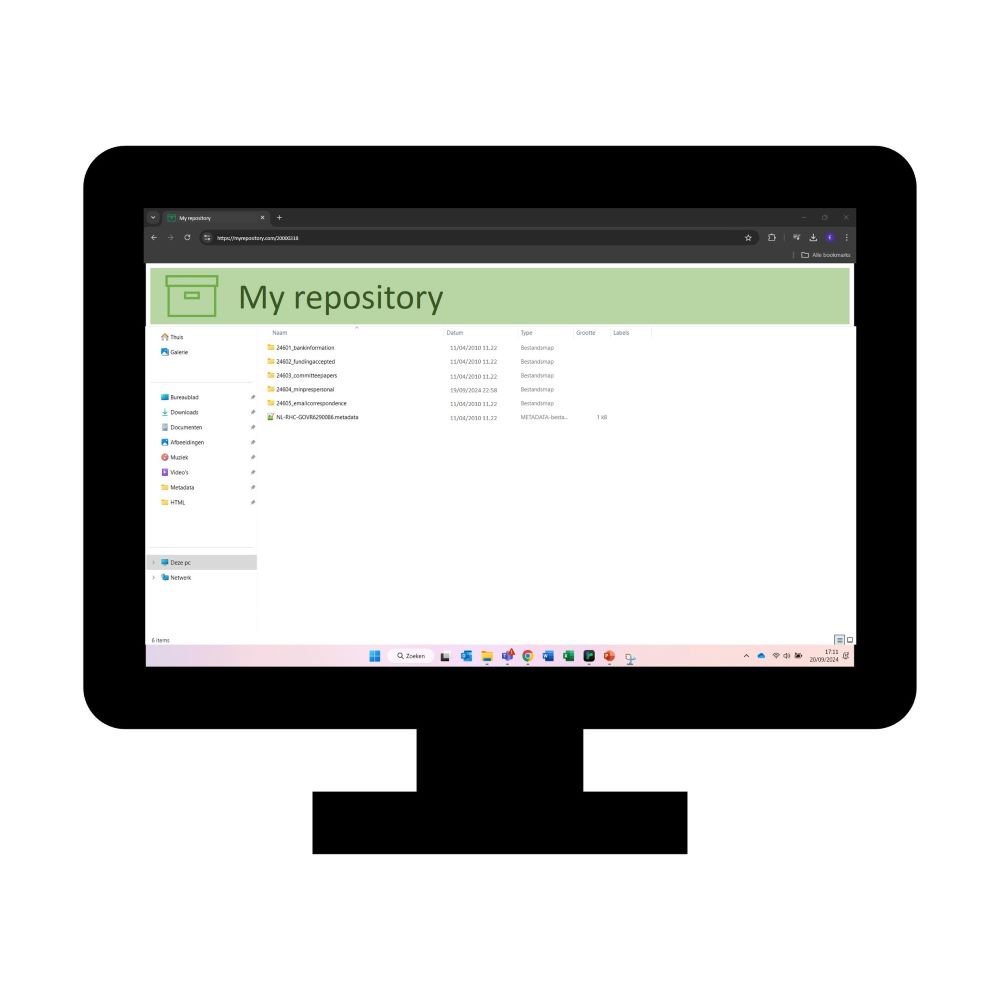 My repository
https://myrepository.com/20000318
Alle bookmarks
My repository
Naam Datum Type Grootte Labels
Thuis
Galerie
24601_bankinformation 11/04/2010 11.22 Bestandsmap
24602_fundingaccepted 11/04/2010 11.22 Bestandsmap
24603_committeepapers 11/04/2010 11.22 Bestandsmap
24604_minprespersonal 19/09/2024 22:58 Bestandsmap
24605_emailcorrespondence 11/04/2010 11.22 Bestandsmap
NL-RHC-GOVR6290086.metadata 11/04/2010 11.22 METADATA-besta... 1 kB
Bureaublad
Downloads
Documenten
Afbeeldingen
Muziek
Video's
Metadata
HTML
Deze pc
Netwerk
6 items
Zoeken
17:11
20/09/2024